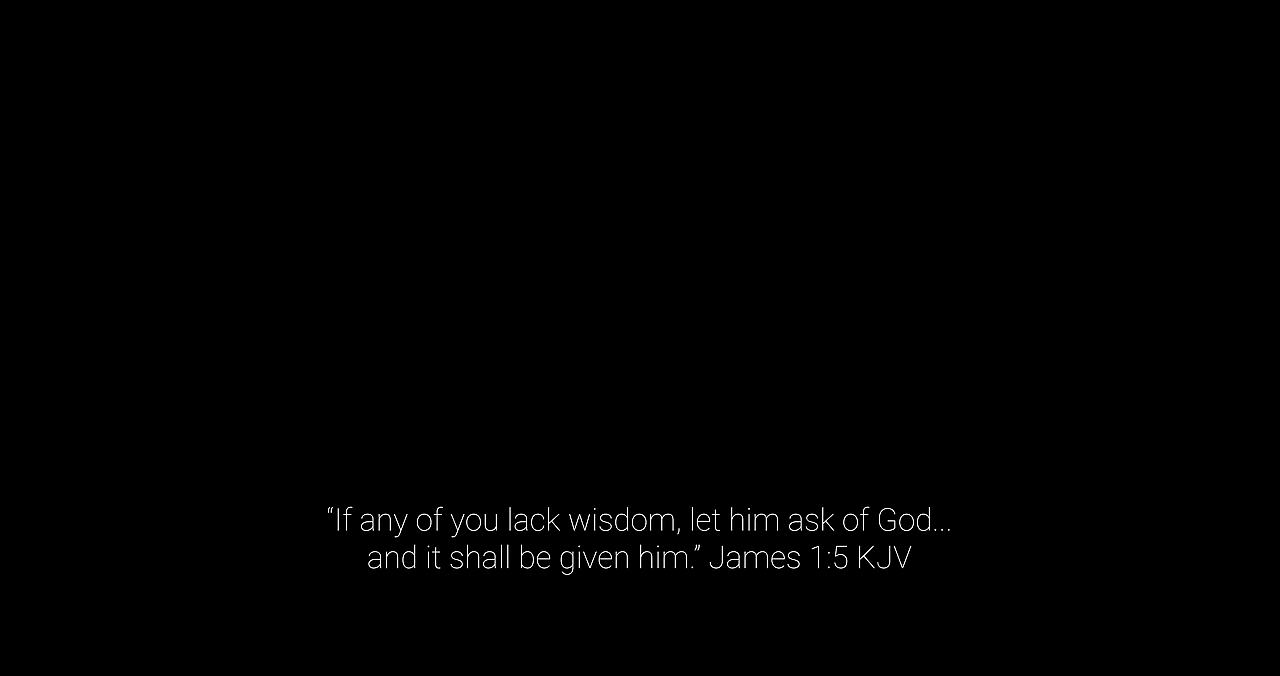 “If any of you lack wisdom, let him ask of God...
and it shall be given him.” James 1:5 KJV